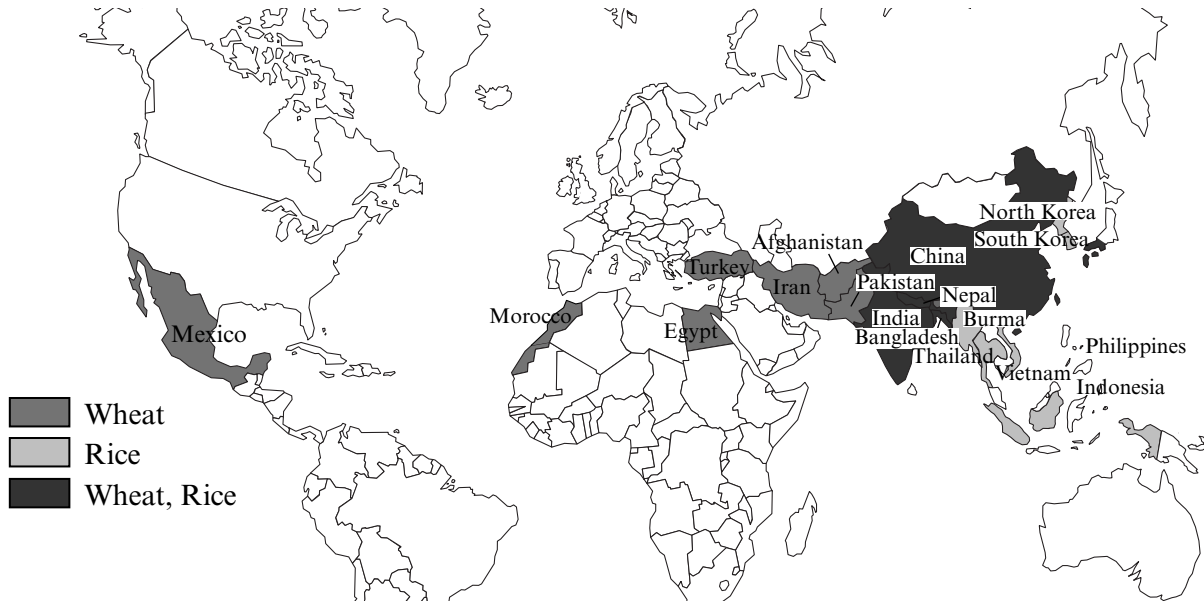 North Korea
South Korea
Afghanistan
China
Turkey
Iran
Pakistan
Nepal
Morocco
Egypt
India
Burma
Mexico
Bangladesh
Philippines
Thailand
Vietnam
Indonesia
Wheat
Rice
Wheat, Rice